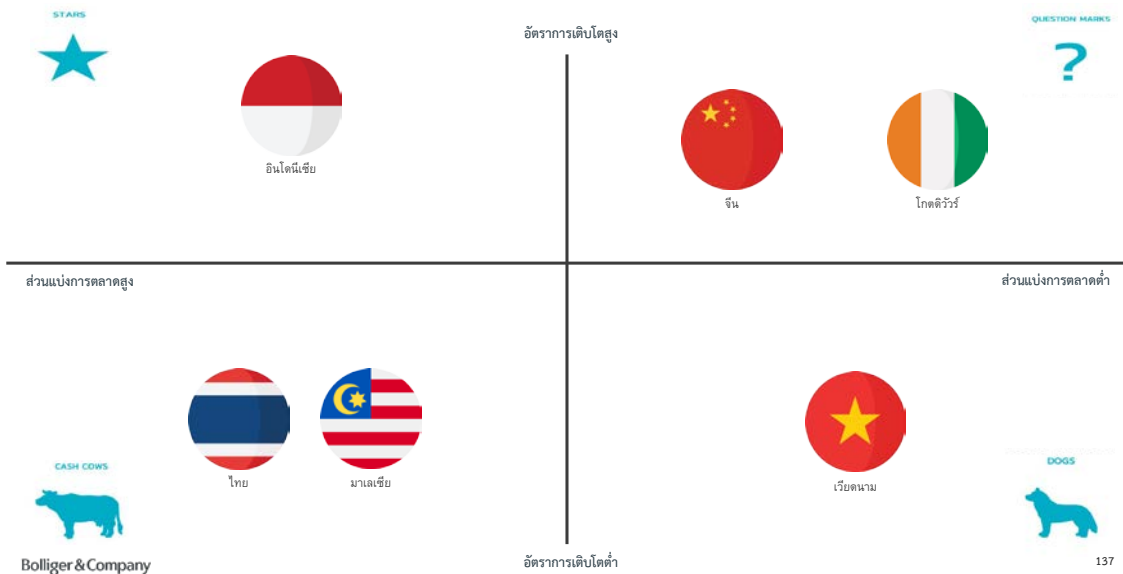 STARS
อัตราการเติบโตสูง
QUESTION MARKS
?
อินโดนีเซีย
จีน
โกตติวัวร์
ส่วนแบ่งการตลาดสูง
ส่วนแบ่งการตลาดต่ำ
CASH COWS
ไทย
มาเลเซีย
เวียดนาม
DOGS
Bolliger & Company
อัตราการเติบโตต่ำ
137